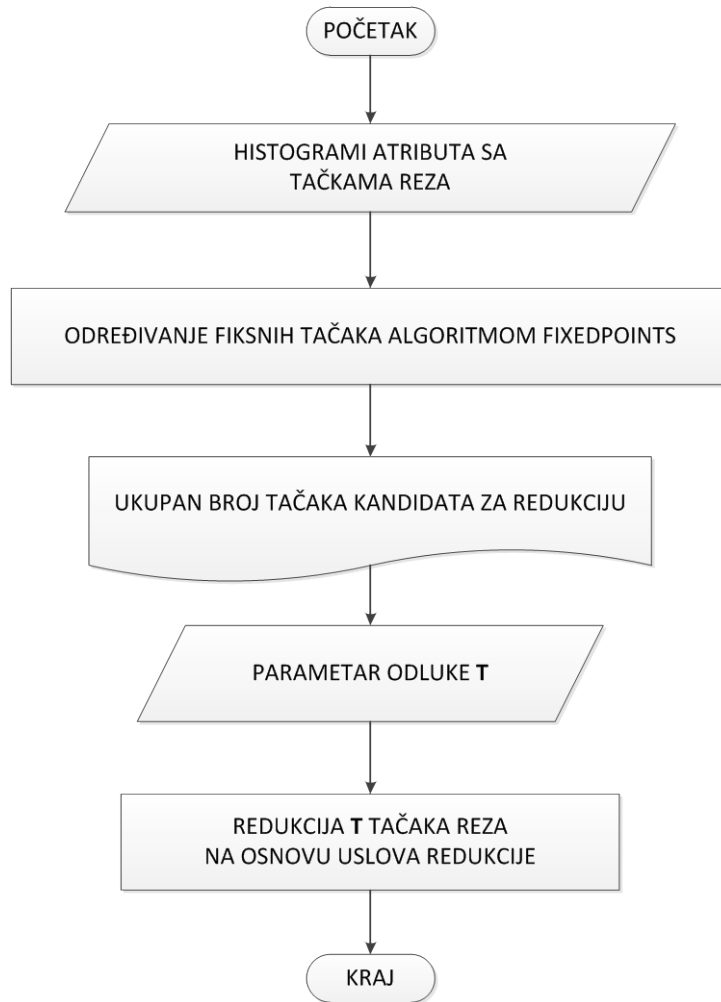 POČETAK
HISTOGRAMI ATRIBUTA SA
TAČKAMA REZA
ODREĐIVANJE FIKSNIH TAČAKA ALGORITMOM FIXEDPOINTS
UKUPAN BROJ TAČAKA KANDIDATA ZA REDUKCIJU
PARAMETAR ODLUKE T
REDUKCIJA T TAČAKA REZA
NA OSNOVU USLOVA REDUKCIJE
KRAJ